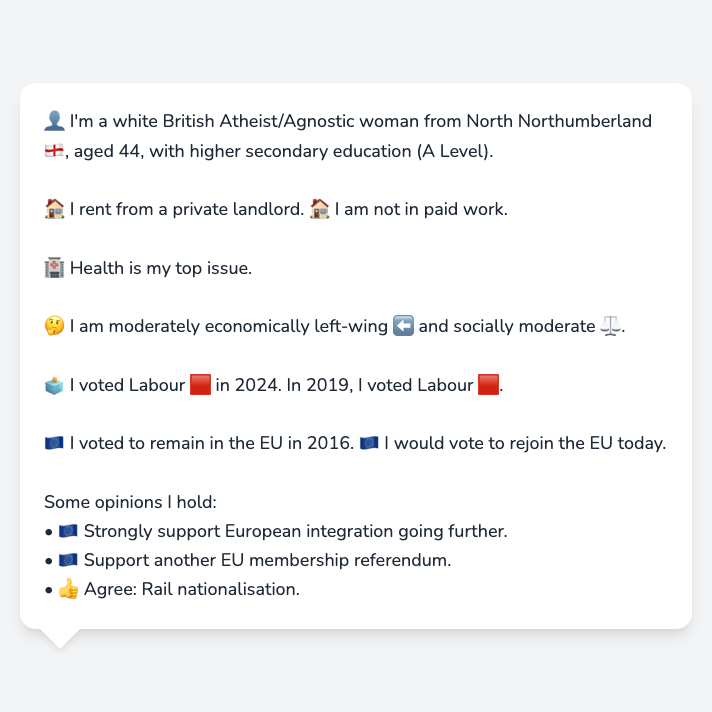 👤 I'm a white British Atheist/Agnostic woman from North Northumberland
🏴󠁧󠁢󠁥󠁮󠁧󠁿, aged 44, with higher secondary education (A Level).
🏠 I rent from a private landlord. 🏠 I am not in paid work.
🏥 Health is my top issue.
🤔 I am moderately economically left-wing ⬅️ and socially moderate ⚖️.
🗳️ I voted Labour 🟥 in 2024. In 2019, I voted Labour 🟥.
🇪🇺 I voted to remain in the EU in 2016. 🇪🇺 I would vote to rejoin the EU today.
Some opinions I hold:
• 🇪🇺 Strongly support European integration going further.
• 🇪🇺 Support another EU membership referendum.
• 👍 Agree: Rail nationalisation.